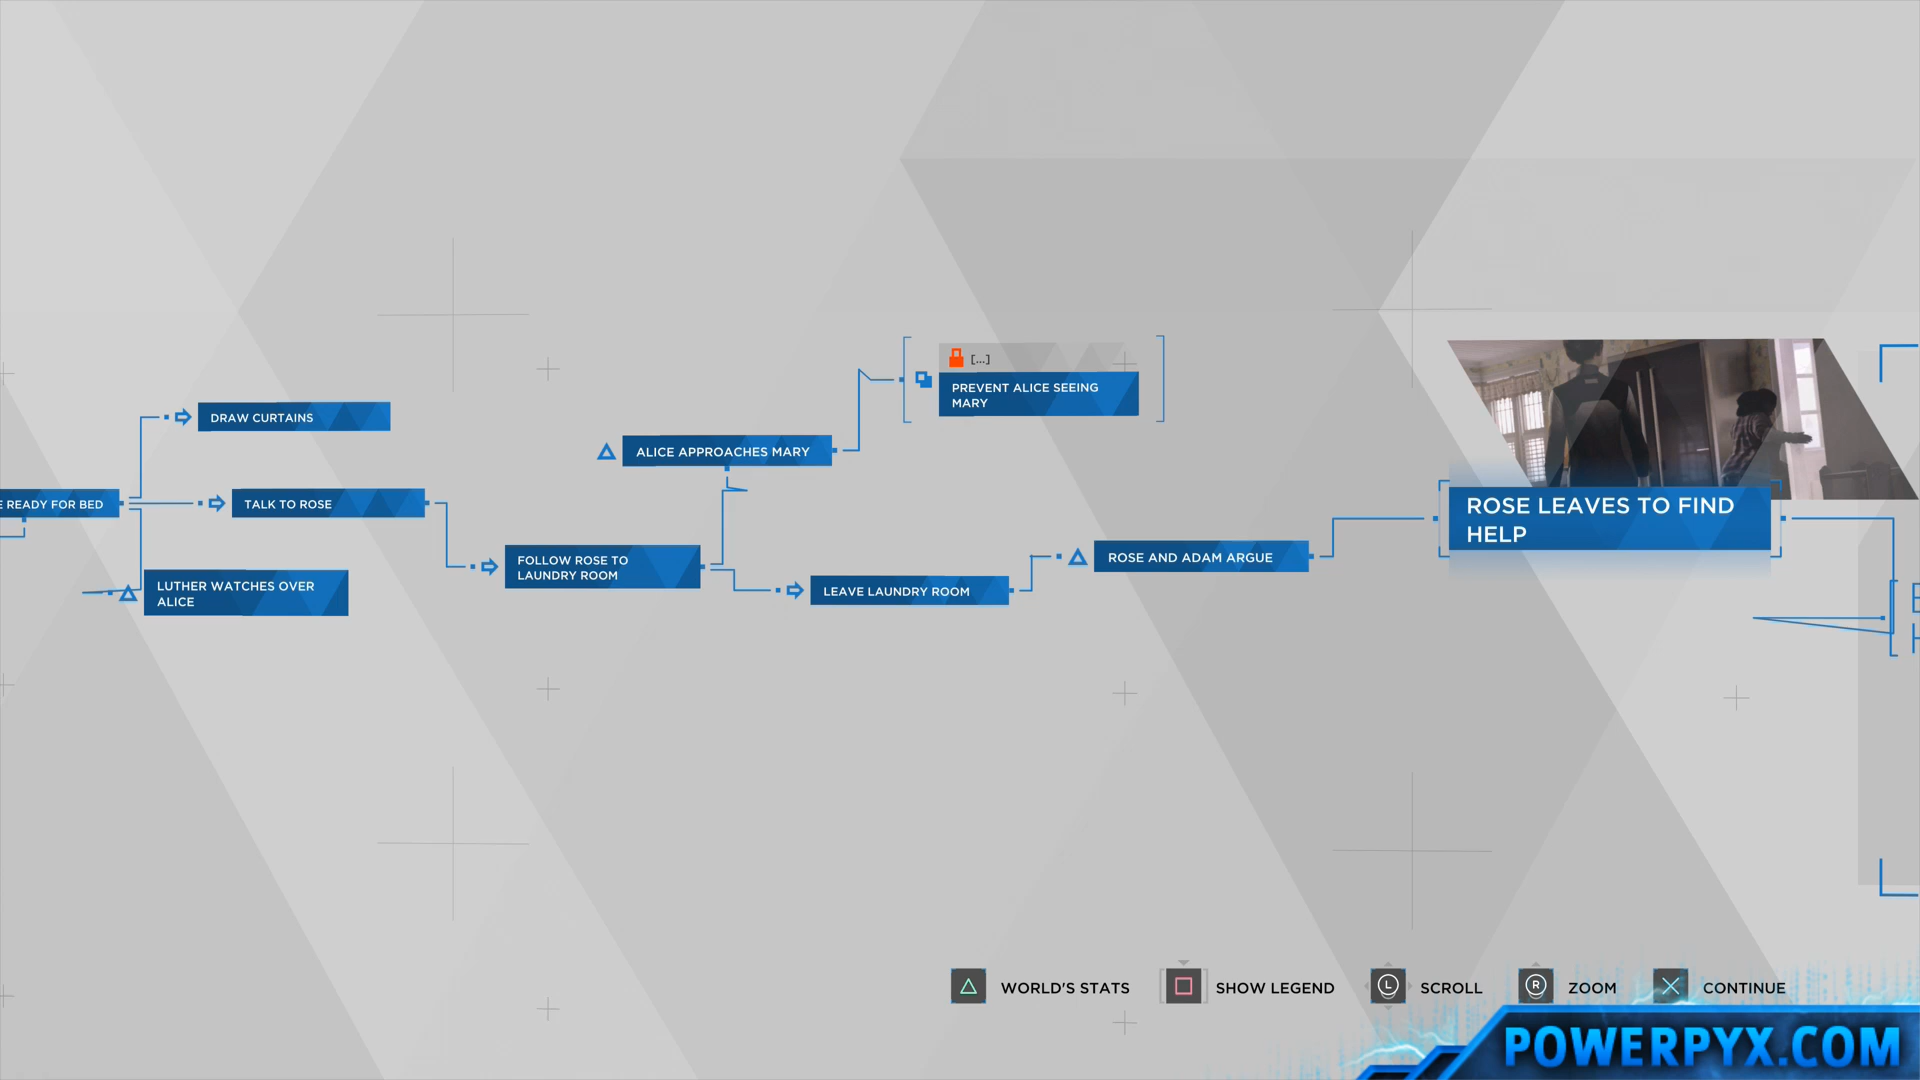 [...]
PREVENT ALICE SEEING
MARY
DRAW CURTAINS
ALICE APPROACHES MARY
READY FOR BED
TALK TO ROSE
ROSE LEAVES TO FIND
HELP
FOLLOW ROSE TO
LAUNDRY ROOM
ROSE AND ADAM ARGUE
LUTHER WATCHES OVER
ALICE
LEAVE LAUNDRY ROOM
WORLD'S STATS
SHOW LEGEND
L
SCROLL
R
ZOOM
CONTINUE
POWERPYX.COM